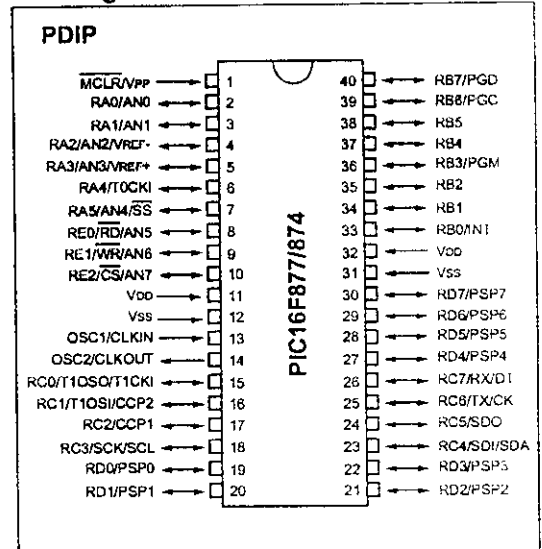 PDIP
MCLR/VPP 1
RA0/AN0 2
RA1/AN1 3
RA2/AN2/VREF- 4
RA3/AN3/VREF+ 5
RA4/T0CKI 6
RA5/AN4/SS 7
RE0/RD/AN5 8
RE1/WR/AN6 9
RE2/CS/AN7 10
VDD 11
VSS 12
OSC1/CLKIN 13
OSC2/CLKOUT 14
RC0/T1OSO/T1CKI 15
RC1/T1OSI/CCP2 16
RC2/CCP1 17
RC3/SCK/SCL 18
RD0/PSP0 19
RD1/PSP1 20
PIC16F877/874
40 RB7/PGD
39 RB6/PGC
38 RB5
37 RB4
36 RB3/PGM
35 RB2
34 RB1
33 RB0/INT
32 VDD
31 VSS
30 RD7/PSP7
29 RD6/PSP6
28 RD5/PSP5
27 RD4/PSP4
26 RC7/RX/DT
25 RC6/TX/CK
24 RC5/SDO
23 RC4/SDI/SDA
22 RD3/PSP3
21 RD2/PSP2